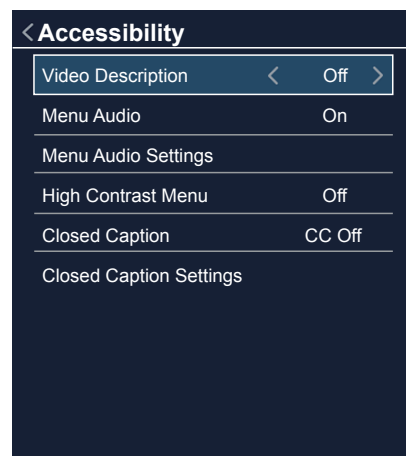 Accessibility
Video Description Off
Menu Audio On
Menu Audio Settings
High Contrast Menu Off
Closed Caption CC Off
Closed Caption Settings